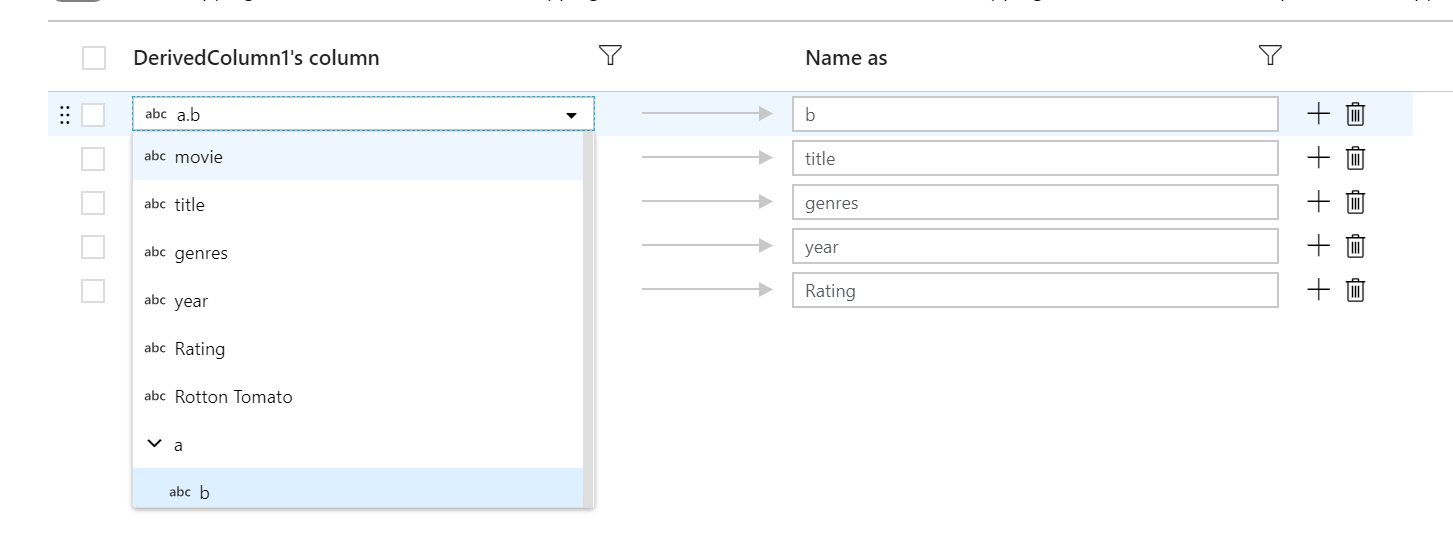 DerivedColumn1's column Name as
abc a.b b
abc movie
title
abc title
genres
abc genres
year
abc year
Rating
abc Rating
abc Rotton Tomato
a
abc b